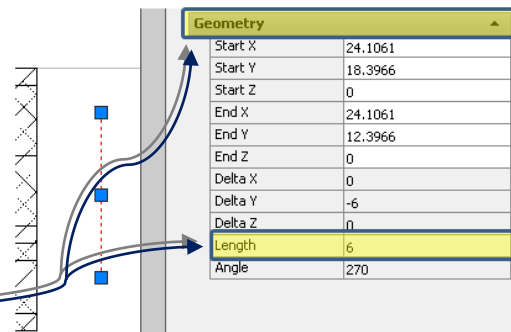 Geometry
Start X 24.1061
Start Y 18.3966
Start Z 0
End X 24.1061
End Y 12.3966
End Z 0
Delta X 0
Delta Y -6
Delta Z 0
Length 6
Angle 270